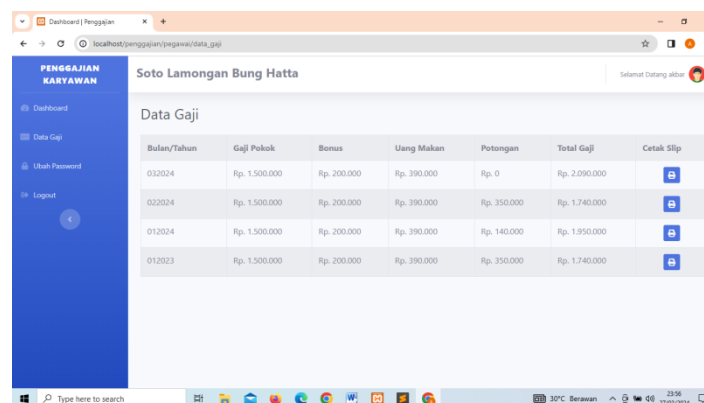 Dashboard | Penggajian
localhost/penggajian/pegawai/data_gaji
PENGGAJIAN
KARYAWAN
Soto Lamongan Bung Hatta
Selamat Datang akbar
Dashboard
Data Gaji
Ubah Password
Logout
Data Gaji
Bulan/Tahun Gaji Pokok Bonus Uang Makan Potongan Total Gaji Cetak Slip
032024 Rp. 1.500.000 Rp. 200.000 Rp. 390.000 Rp. 0 Rp. 2.090.000
022024 Rp. 1.500.000 Rp. 200.000 Rp. 390.000 Rp. 350.000 Rp. 1.740.000
012024 Rp. 1.500.000 Rp. 200.000 Rp. 390.000 Rp. 140.000 Rp. 1.950.000
012023 Rp. 1.500.000 Rp. 200.000 Rp. 390.000 Rp. 350.000 Rp. 1.740.000
Type here to search
30°C Berawan
23:56